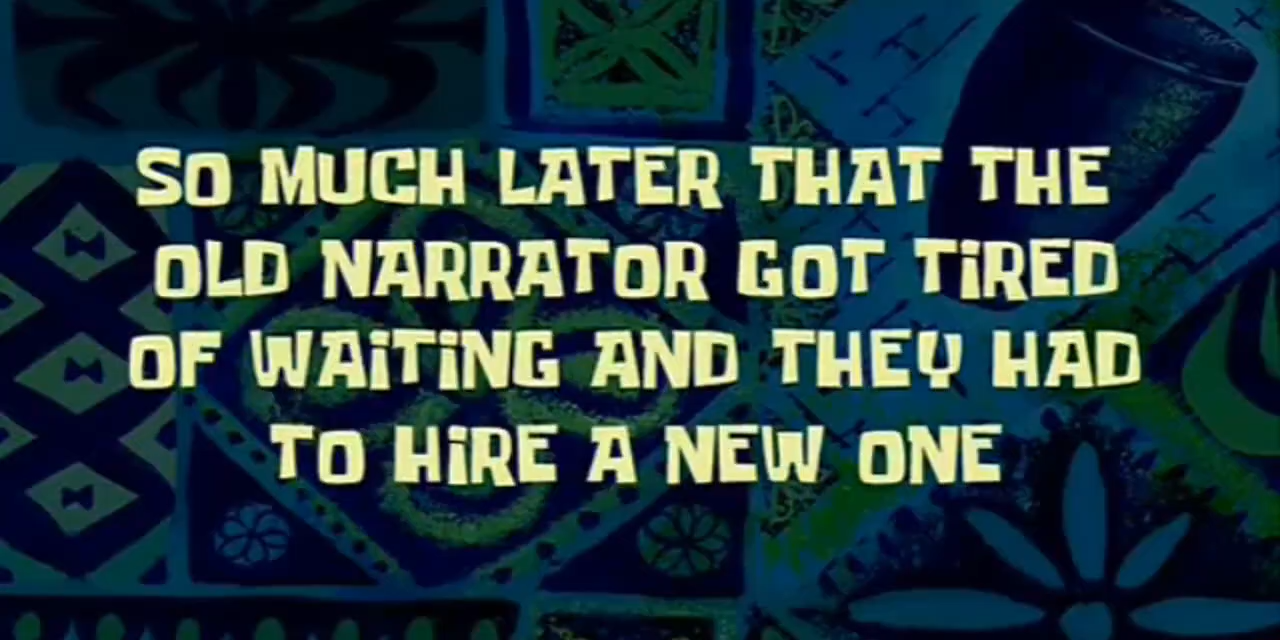 SO MUCH LATER THAT THE
OLD NARRATOR GOT TiRED
OF WAiTiNG AND THEY HAD
TO HiRE A NEW ONE